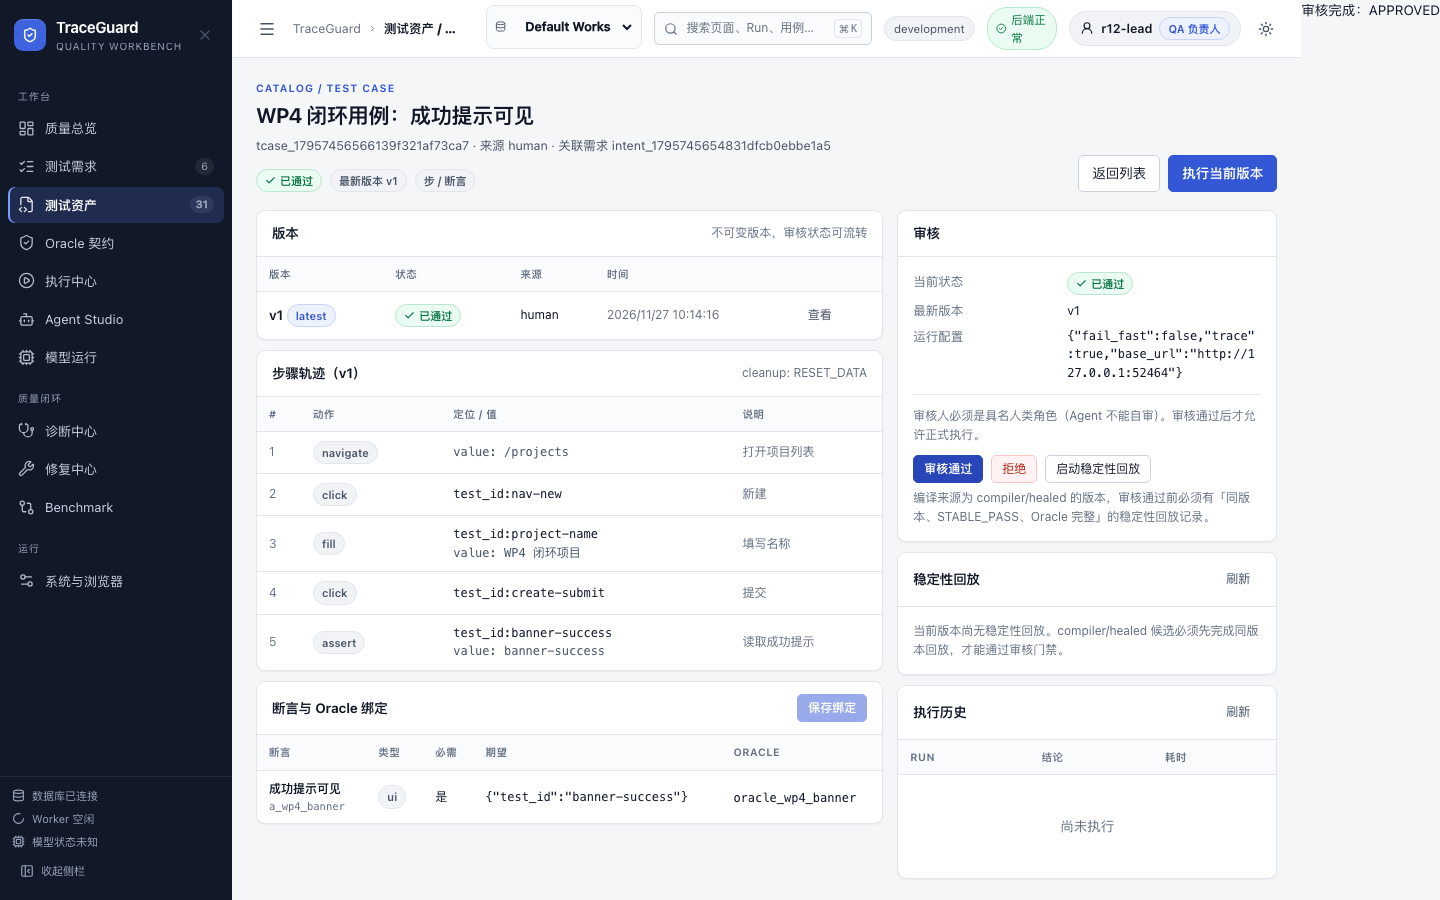 TraceGuard
QUALITY WORKBENCH
工作台
质量总览
测试需求 6
测试资产 31
Oracle 契约
执行中心
Agent Studio
模型运行
质量闭环
诊断中心
修复中心
Benchmark
运行
系统与浏览器
数据库已连接
Worker 空闲
模型状态未知
收起侧栏
TraceGuard > 测试资产 / ...
Default Works
搜索页面、Run、用例... ⌘K
development
后端正
常
r12-lead QA 负责人
审核完成：APPROVED
CATALOG / TEST CASE
WP4 闭环用例：成功提示可见
tcase_17957456566139f321af73ca7 · 来源 human · 关联需求 intent_1795745654831dfcb0ebbe1a5
已通过 最新版本 v1 步 / 断言
返回列表 执行当前版本
版本 不可变版本，审核状态可流转
版本 状态 来源 时间
v1 latest 已通过 human 2026/11/27 10:14:16 查看
步骤轨迹（v1） cleanup: RESET_DATA
# 动作 定位 / 值 说明
1 navigate value: /projects 打开项目列表
2 click test_id:nav-new 新建
3 fill test_id:project-name
value: WP4 闭环项目 填写名称
4 click test_id:create-submit 提交
5 assert test_id:banner-success
value: banner-success 读取成功提示
断言与 Oracle 绑定 保存绑定
断言 类型 必需 期望 ORACLE
成功提示可见
a_wp4_banner ui 是 {"test_id":"banner-success"} oracle_wp4_banner
审核
当前状态 已通过
最新版本 v1
运行配置 {"fail_fast":false,"trace"
:true,"base_url":"http://1
27.0.0.1:52464"}
审核人必须是具名人类角色（Agent 不能自审）。审核通过后才允
许正式执行。
审核通过 拒绝 启动稳定性回放
编译来源为 compiler/healed 的版本，审核通过前必须有「同版
本、STABLE_PASS、Oracle 完整」的稳定性回放记录。
稳定性回放 刷新
当前版本尚无稳定性回放。compiler/healed 候选必须先完成同版
本回放，才能通过审核门禁。
执行历史 刷新
RUN 结论 耗时
尚未执行